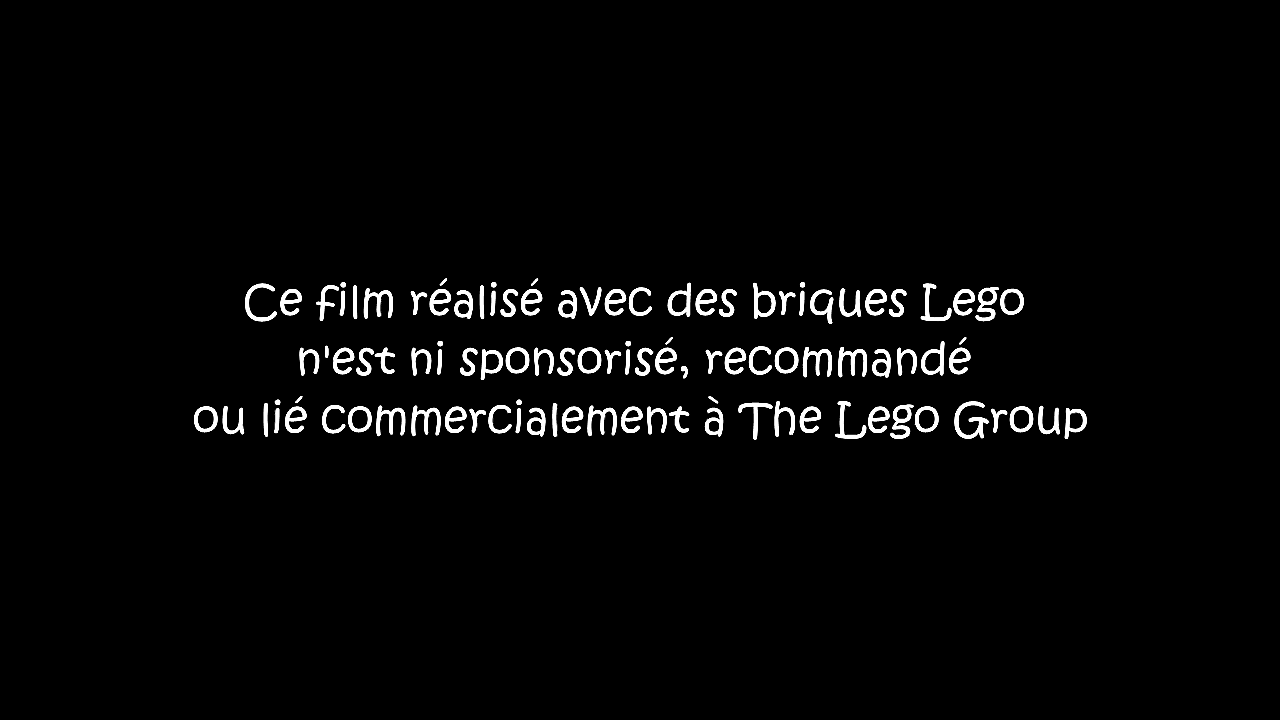 Ce film réalisé avec des briques Lego
n'est ni sponsorisé, recommandé
ou lié commercialement à The Lego Group